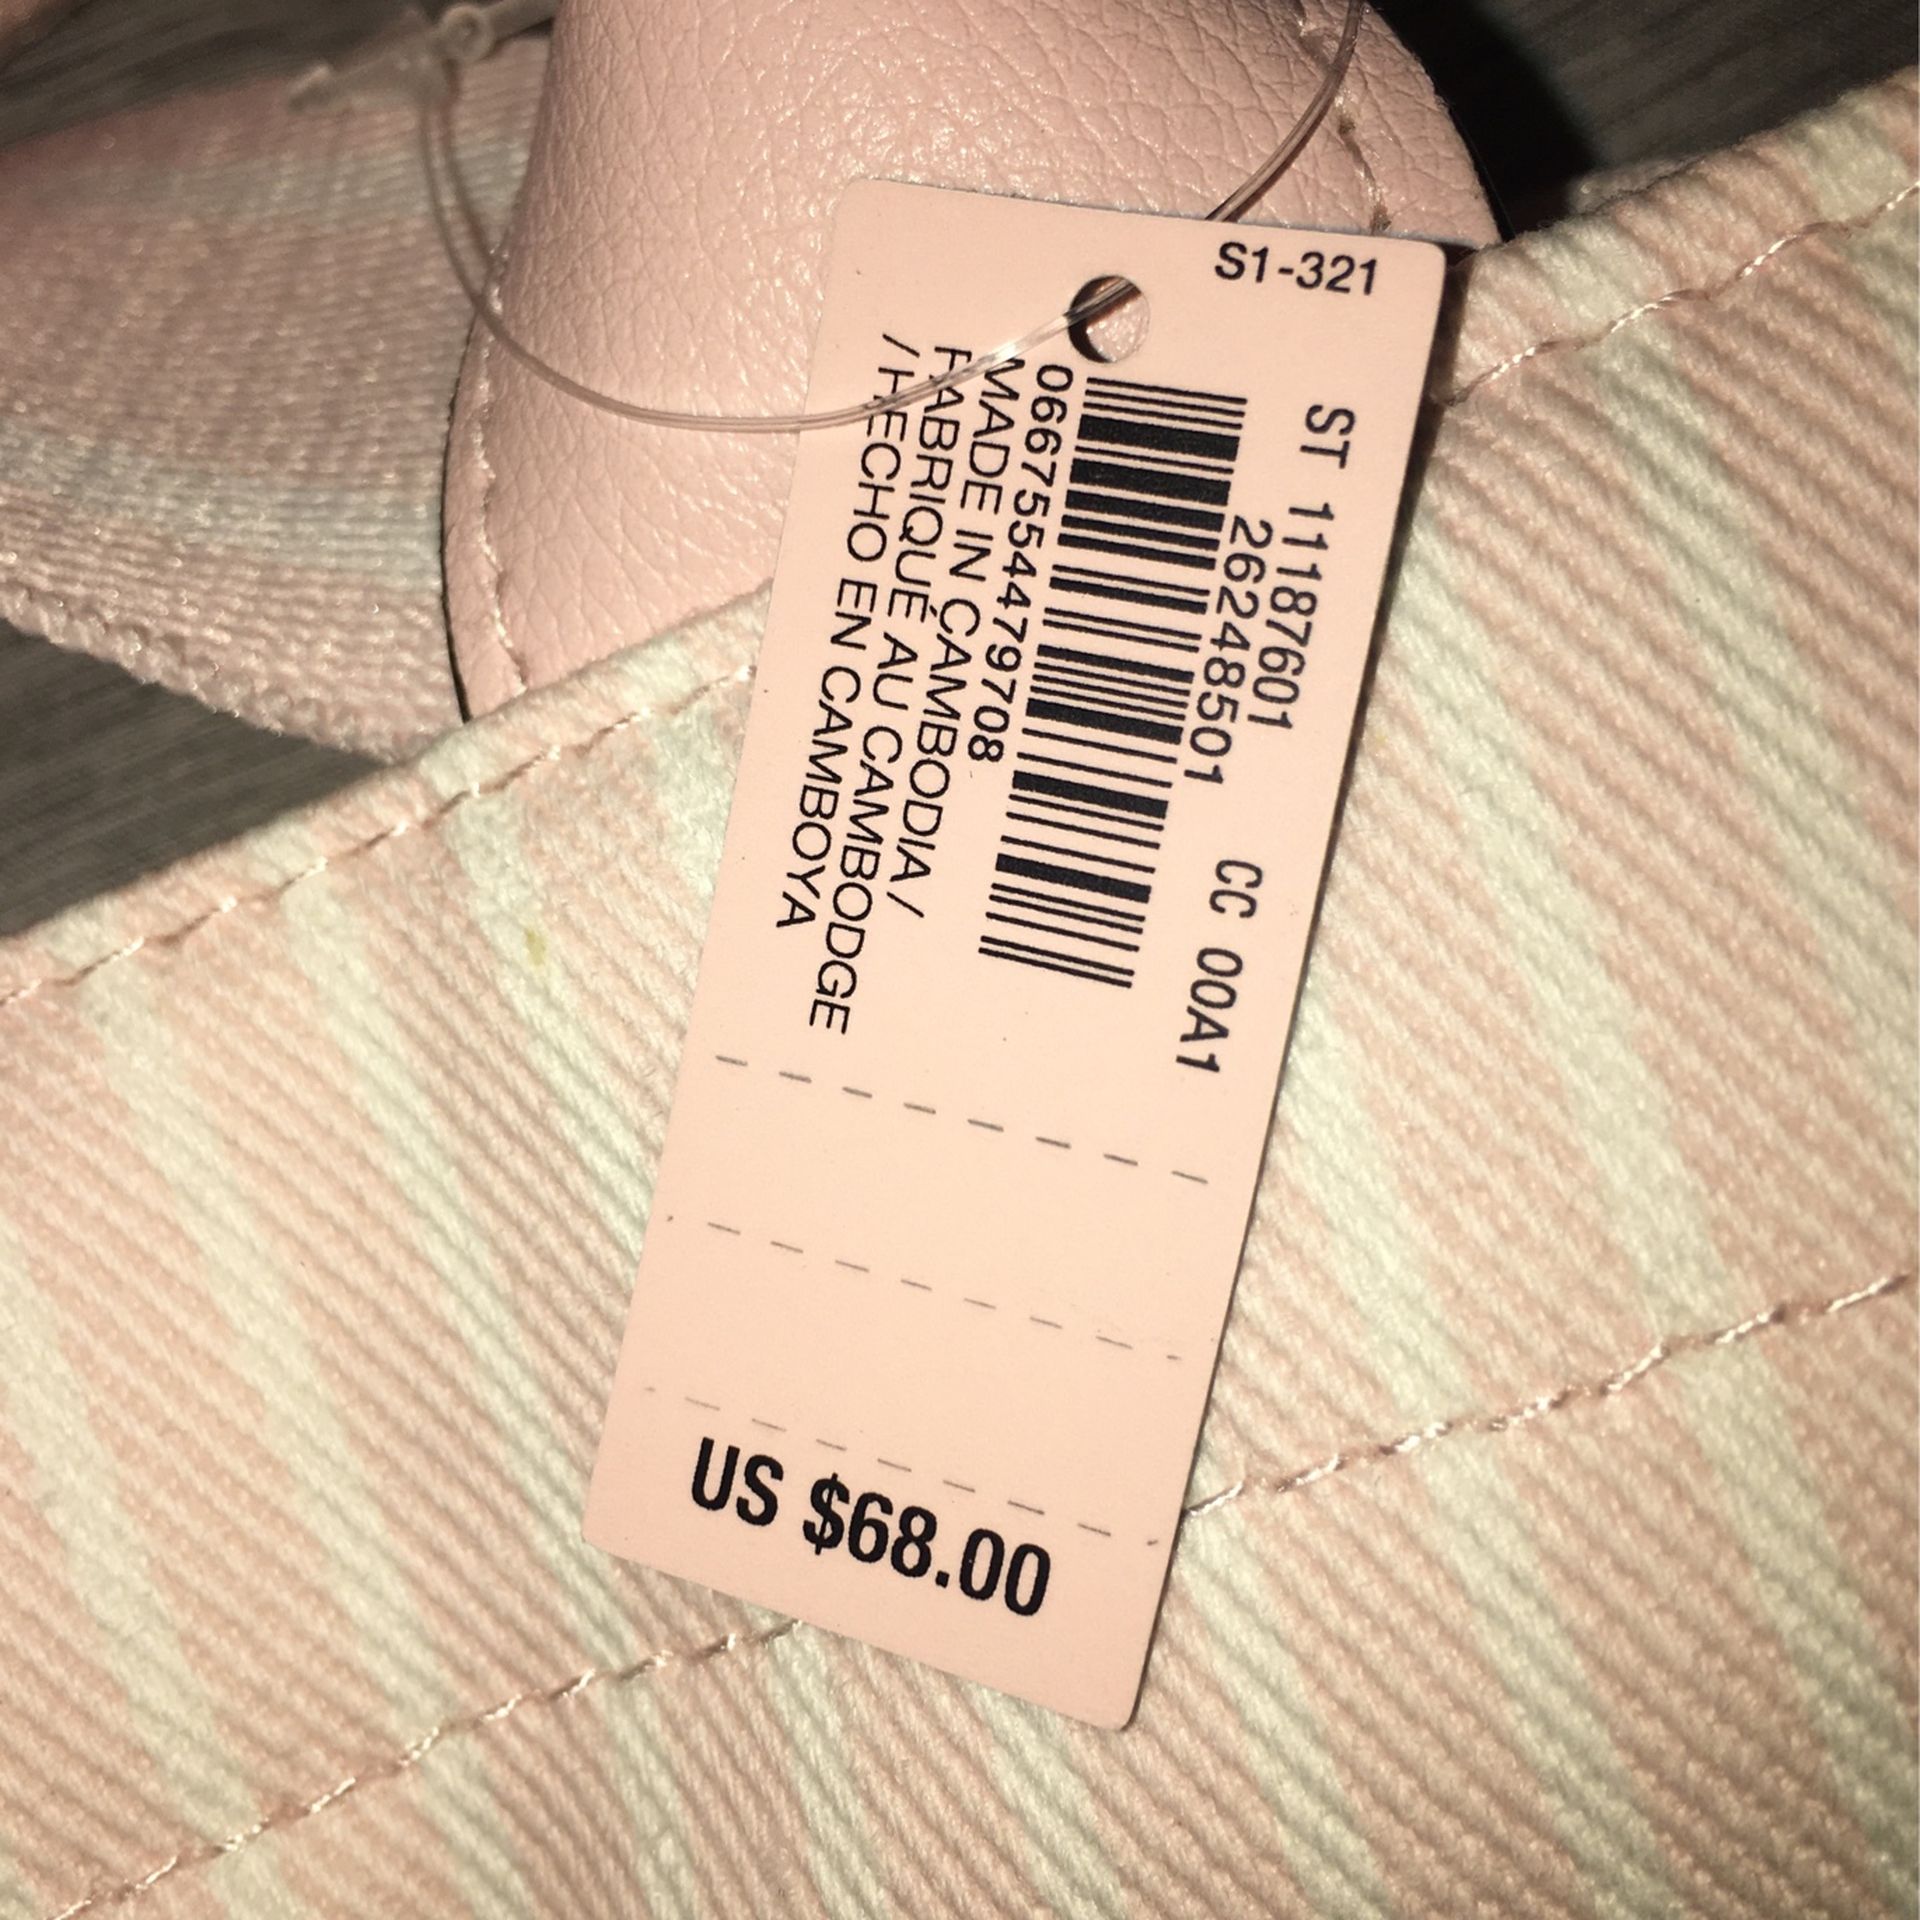 S1-321
ST 11187601
26248501 CC 00A1
0667554479708
MADE IN CAMBODIA /
FABRIQUÉ AU CAMBODGE
/ HECHO EN CAMBOYA
US $68.00